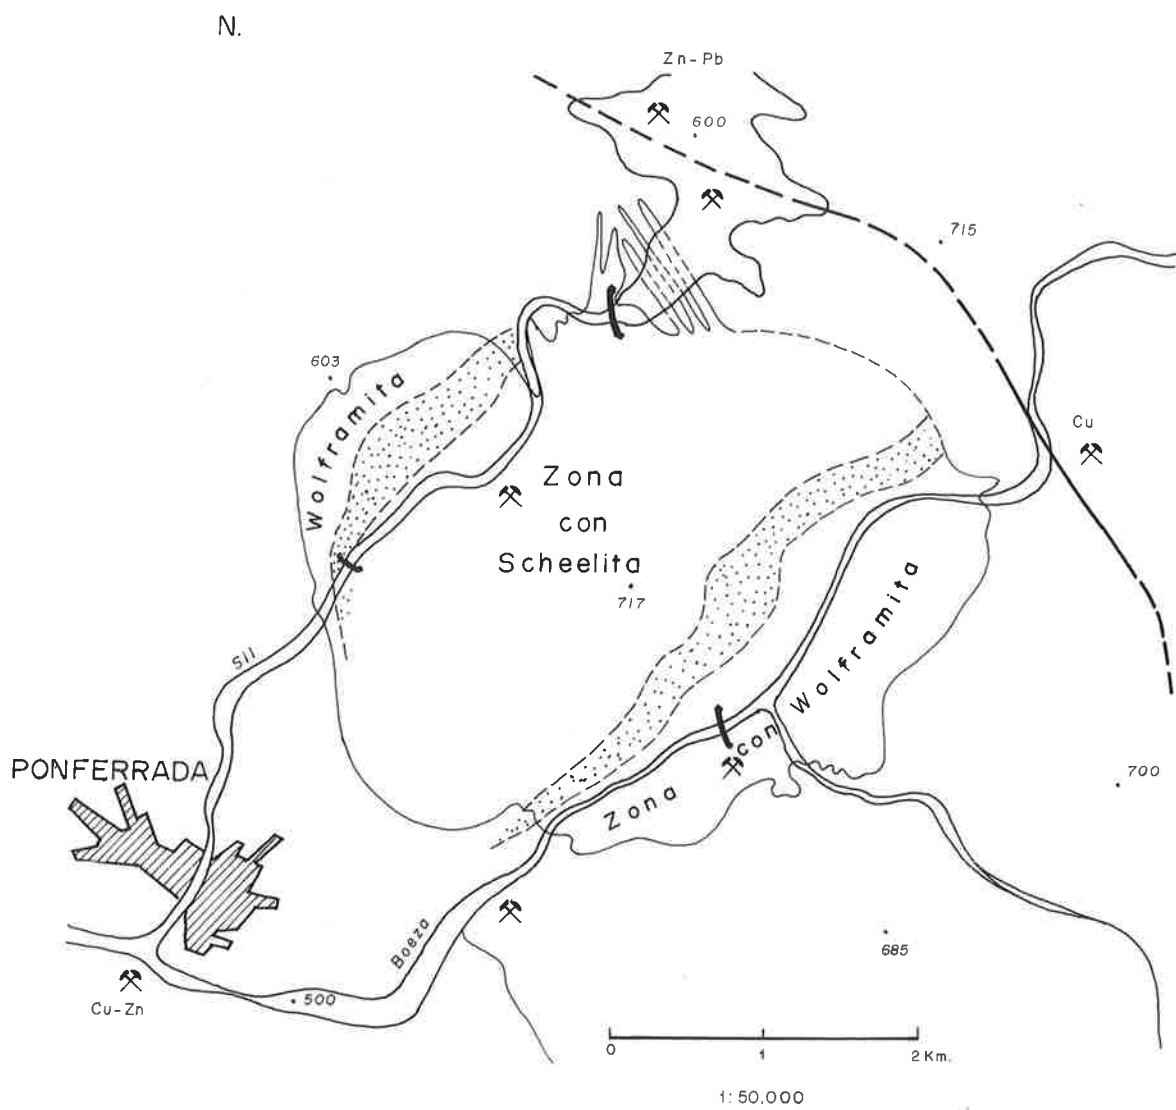 N.
Zn-Pb
600
715
603
Wolframita
Cu
Zona
con
Scheelita
717
Wolframita
Sil
PONFERRADA
con
700
Zona
Boeza
685
Cu-Zn
500
0 1 2 Km.
1:50,000